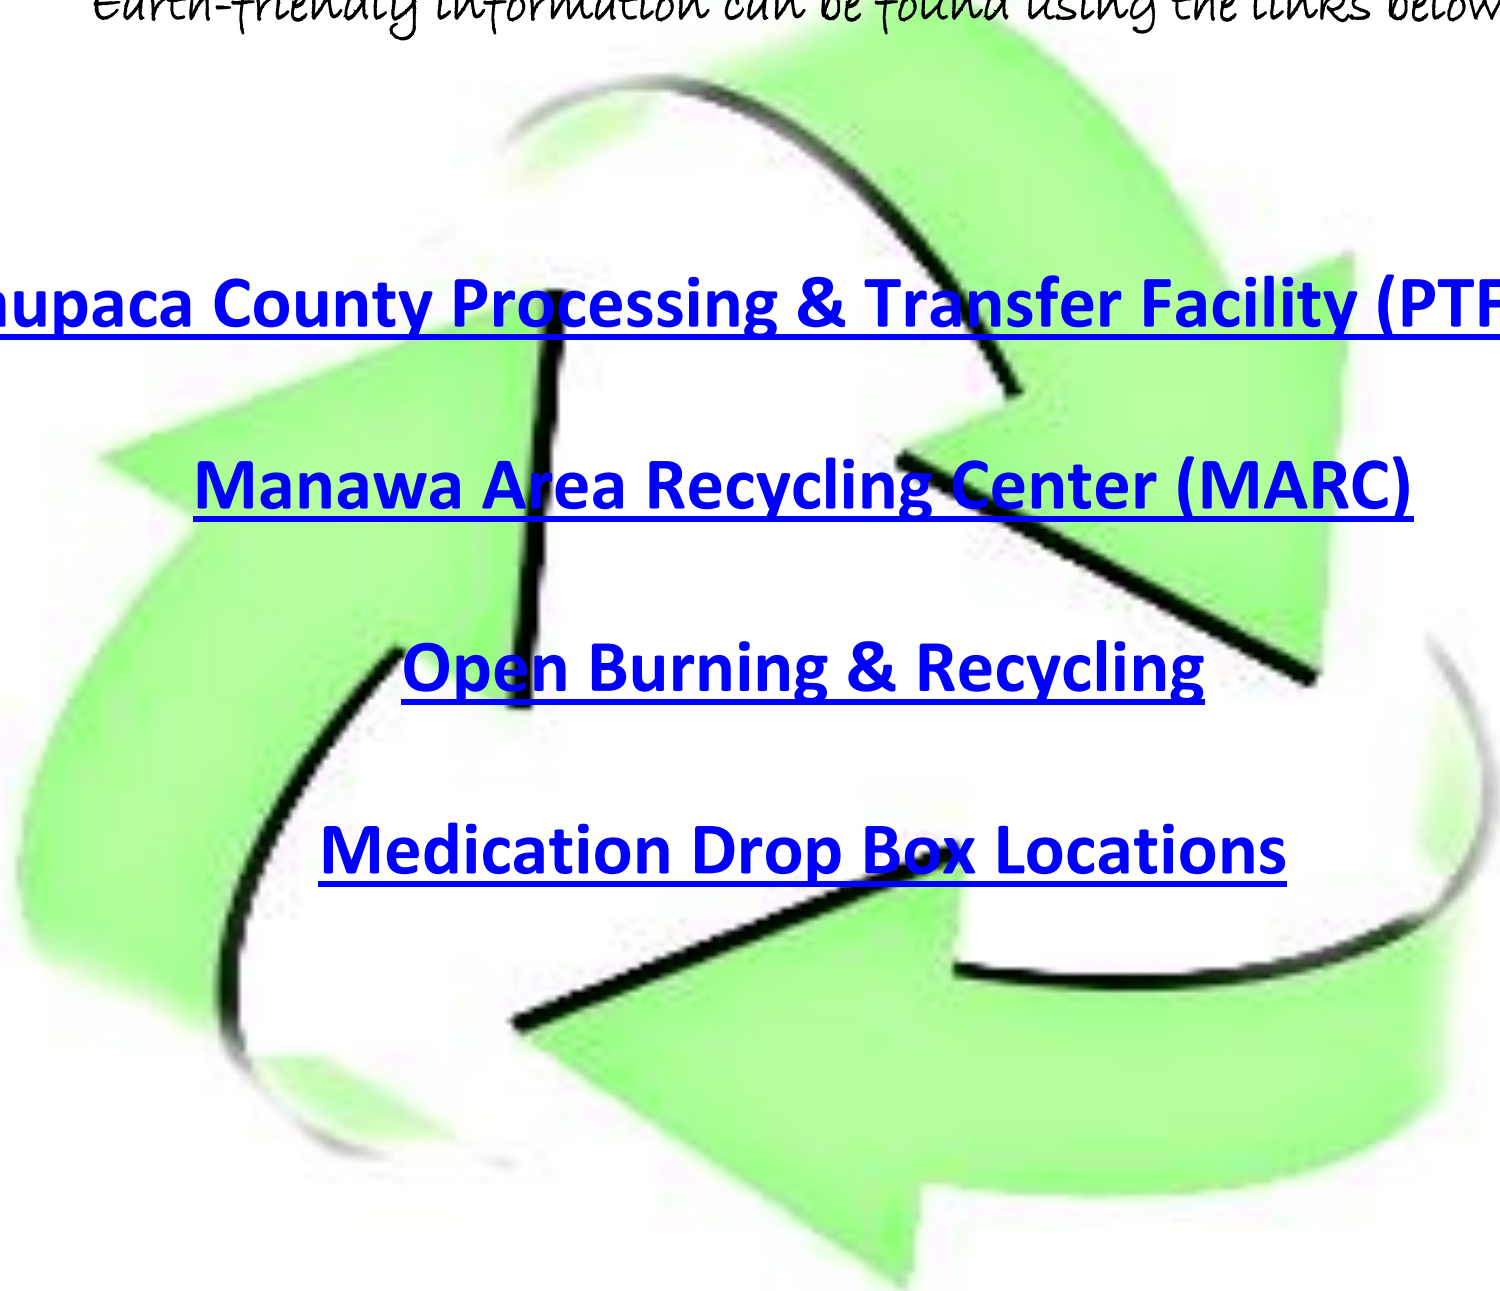 Earth-friendly information can be found using the links below
aupaca County Processing & Transfer Facility (PTF
Manawa Area Recycling Center (MARC)
Open Burning & Recycling
Medication Drop Box Locations